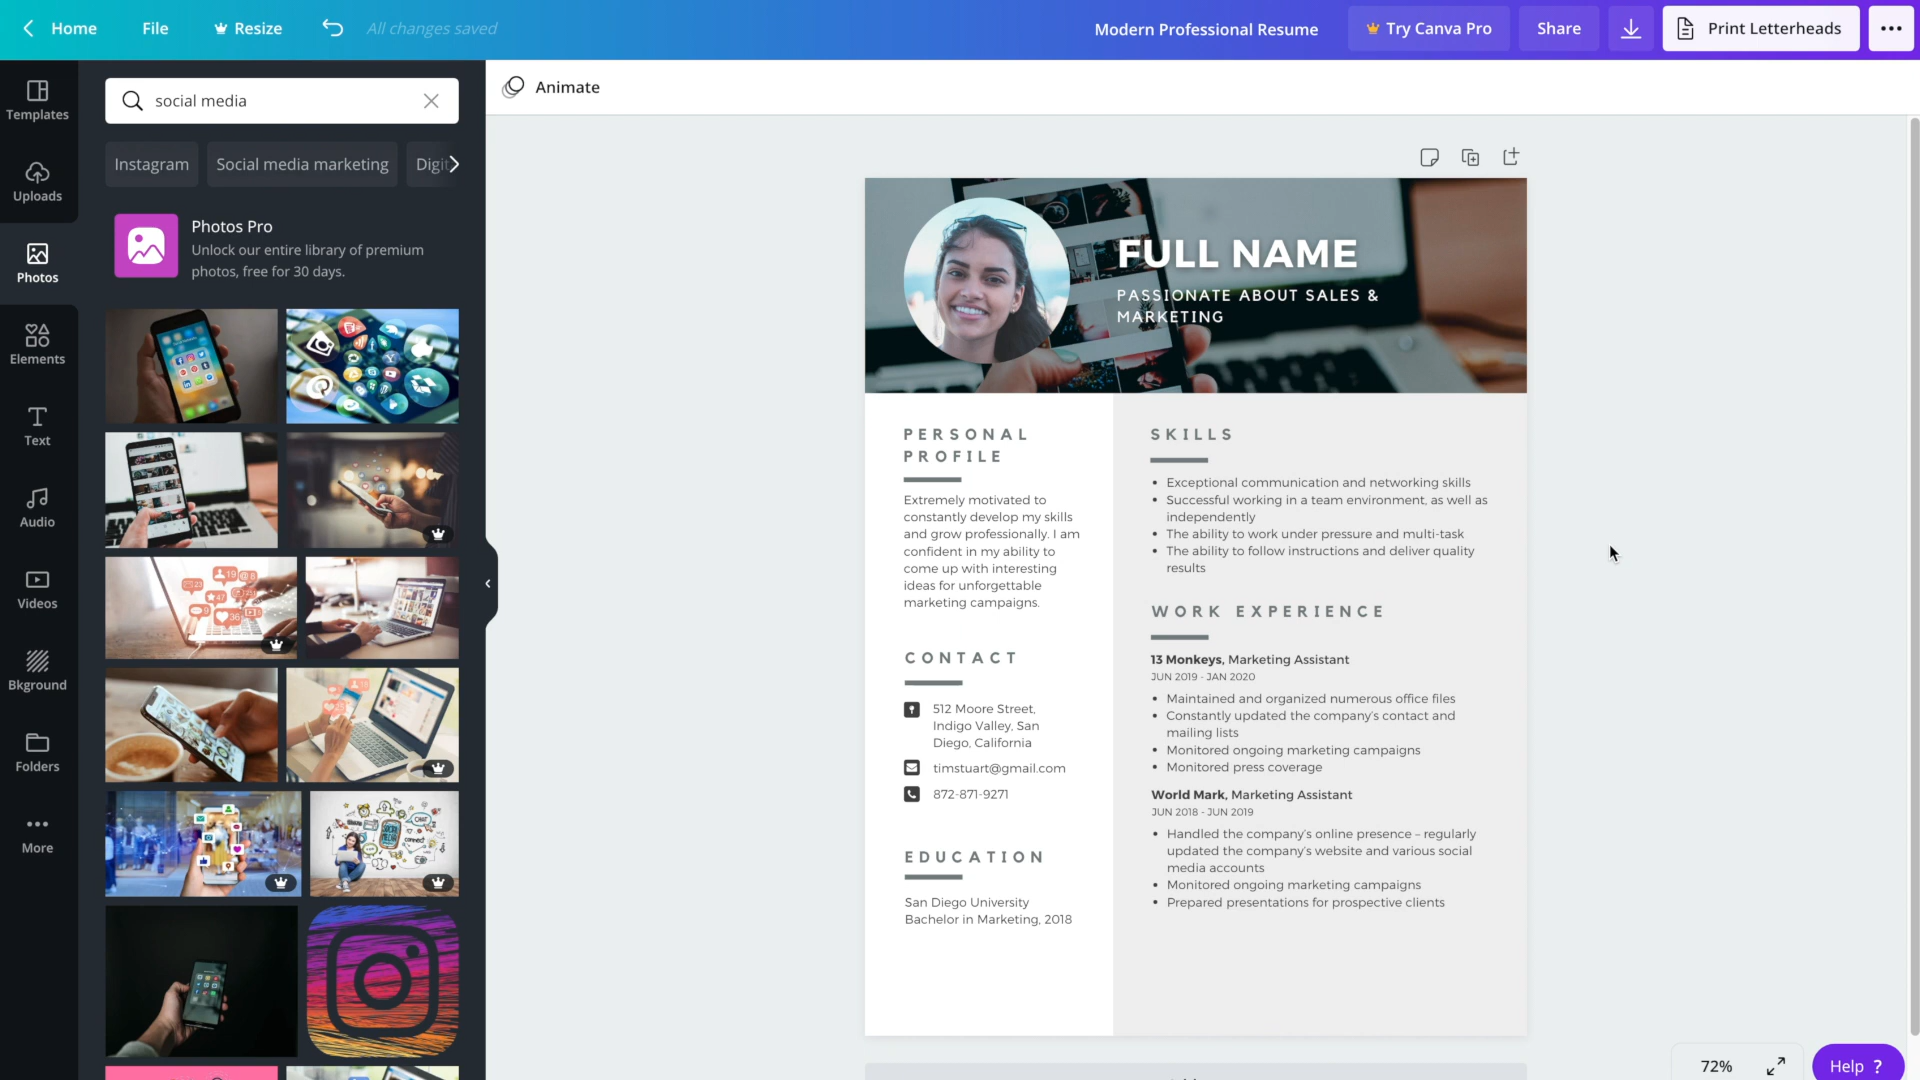 Home
File
Resize
All changes saved
Modern Professional Resume
Try Canva Pro
Share
Print Letterheads
Templates
Uploads
Photos
Elements
Text
Audio
Videos
Bkground
Folders
More
social media
Instagram
Social media marketing
Photos Pro
Unlock our entire library of premium
photos, free for 30 days.
Animate
FULL NAME
PASSIONATE ABOUT SALES &
MARKETING
PERSONAL
PROFILE
Extremely motivated to
constantly develop my skills
and grow professionally. I am
confident in my ability to
come up with interesting
ideas for unforgettable
marketing campaigns.
CONTACT
512 Moore Street,
Indigo Valley, San
Diego, California
timstuart@gmail.com
872-871-9271
EDUCATION
San Diego University
Bachelor in Marketing, 2018
SKILLS
• Exceptional communication and networking skills
• Successful working in a team environment, as well as
independently
• The ability to work under pressure and multi-task
• The ability to follow instructions and deliver quality
results
WORK EXPERIENCE
13 Monkeys, Marketing Assistant
JUN 2019 - JAN 2020
• Maintained and organized numerous office files
• Constantly updated the company's contact and
mailing lists
• Monitored ongoing marketing campaigns
• Monitored press coverage
World Mark, Marketing Assistant
JUN 2018 - JUN 2019
• Handled the company's online presence – regularly
updated the company's website and various social
media accounts
• Monitored ongoing marketing campaigns
• Prepared presentations for prospective clients
72%
Help ?